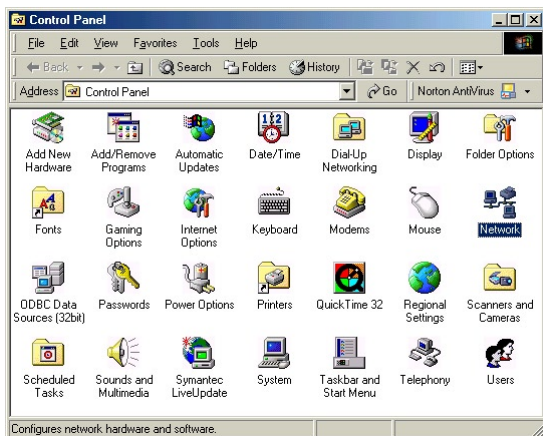 Control Panel
File Edit View Favorites Tools Help
Back Search Folders History
Address Control Panel Go Norton AntiVirus
Add New Hardware
Add/Remove Programs
Automatic Updates
Date/Time
Dial-Up Networking
Display
Folder Options
Fonts
Gaming Options
Internet Options
Keyboard
Modems
Mouse
Network
ODBC Data Sources (32bit)
Passwords
Power Options
Printers
QuickTime 32
Regional Settings
Scanners and Cameras
Scheduled Tasks
Sounds and Multimedia
Symantec LiveUpdate
System
Taskbar and Start Menu
Telephony
Users
Configures network hardware and software.